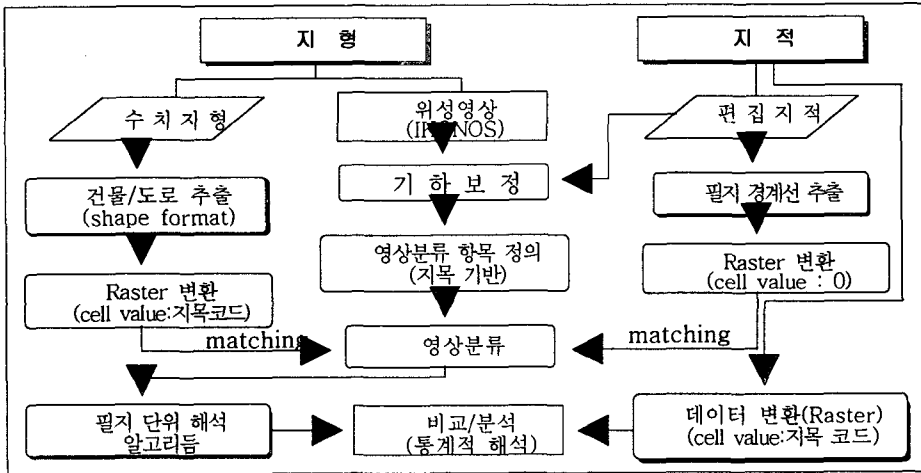 지 형
지 적
수 치 지 형
위성영상
(IKONOS)
편 집 지 적
건물/도로 추출
(shape format)
기 하 보 정
필지 경계선 추출
Raster 변환
(cell value:지목코드)
영상분류 항목 정의
(지목 기반)
Raster 변환
(cell value : 0)
matching
영상분류
matching
필지 단위 해석
알고리듬
비교/분석
(통계적 해석)
데이터 변환(Raster)
(cell value:지목 코드)